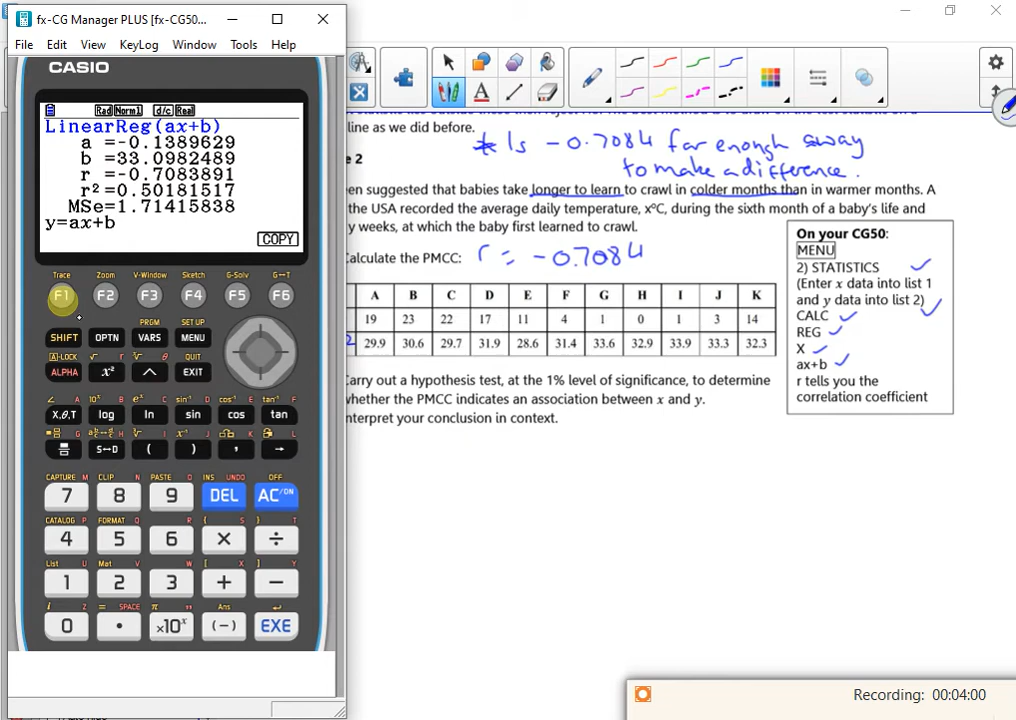 fx-CG Manager PLUS [fx-CG50...
File Edit View KeyLog Window Tools Help
CASIO
Rad Norm1 d/c Real
LinearReg(ax+b)
a =-0.1389629
b =33.0982489
r =-0.7083891
r²=0.50181517
MSe=1.71415838
y=ax+b
COPY
Trace Zoom V-Window Sketch G-Solv G↔T
F1 F2 F3 F4 F5 F6
PRGM SET UP
SHIFT OPTN VARS MENU
A-LOCK QUIT
ALPHA x² ^ EXIT
X,θ,T log ln sin cos tan
S↔D ( ) , →
CAPTURE M CLIP N PASTE O INS UNDO OFF
7 8 9 DEL AC/ON
CATALOG P FORMAT Q
4 5 6 × ÷
List U Mat V
1 2 3 + −
SPACE Ans
0 • ×10ˣ (−) EXE
line as we did before.
* Is -0.7084 far enough away
to make a difference.
e 2
een suggested that babies take longer to learn to crawl in colder months than in warmer months. A
the USA recorded the average daily temperature, x°C, during the sixth month of a baby's life and
y weeks, at which the baby first learned to crawl.
Calculate the PMCC: r = -0.7084
A B C D E F G H I J K
19 23 22 17 11 4 1 0 1 3 14
29.9 30.6 29.7 31.9 28.6 31.4 33.6 32.9 33.9 33.3 32.3
Carry out a hypothesis test, at the 1% level of significance, to determine
whether the PMCC indicates an association between x and y.
nterpret your conclusion in context.
On your CG50:
MENU
2) STATISTICS
(Enter x data into list 1
and y data into list 2)
CALC
REG
X
ax+b
r tells you the
correlation coefficient
Recording: 00:04:00